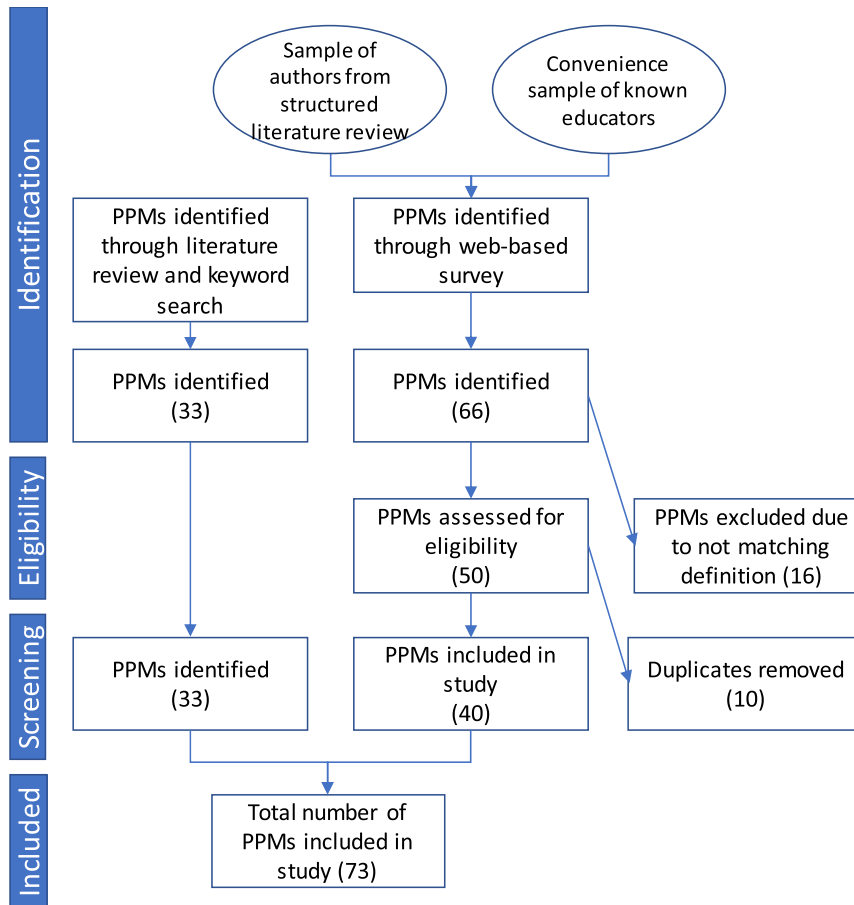 Identification
Sample of
authors from
structured
literature review
Convenience
sample of known
educators
PPMs identified
through literature
review and keyword
search
PPMs identified
through web-based
survey
PPMs identified
(33)
PPMs identified
(66)
Eligibility
PPMs assessed for
eligibility
(50)
PPMs excluded due
to not matching
definition (16)
Screening
PPMs identified
(33)
PPMs included in
study
(40)
Duplicates removed
(10)
Included
Total number of
PPMs included in
study (73)